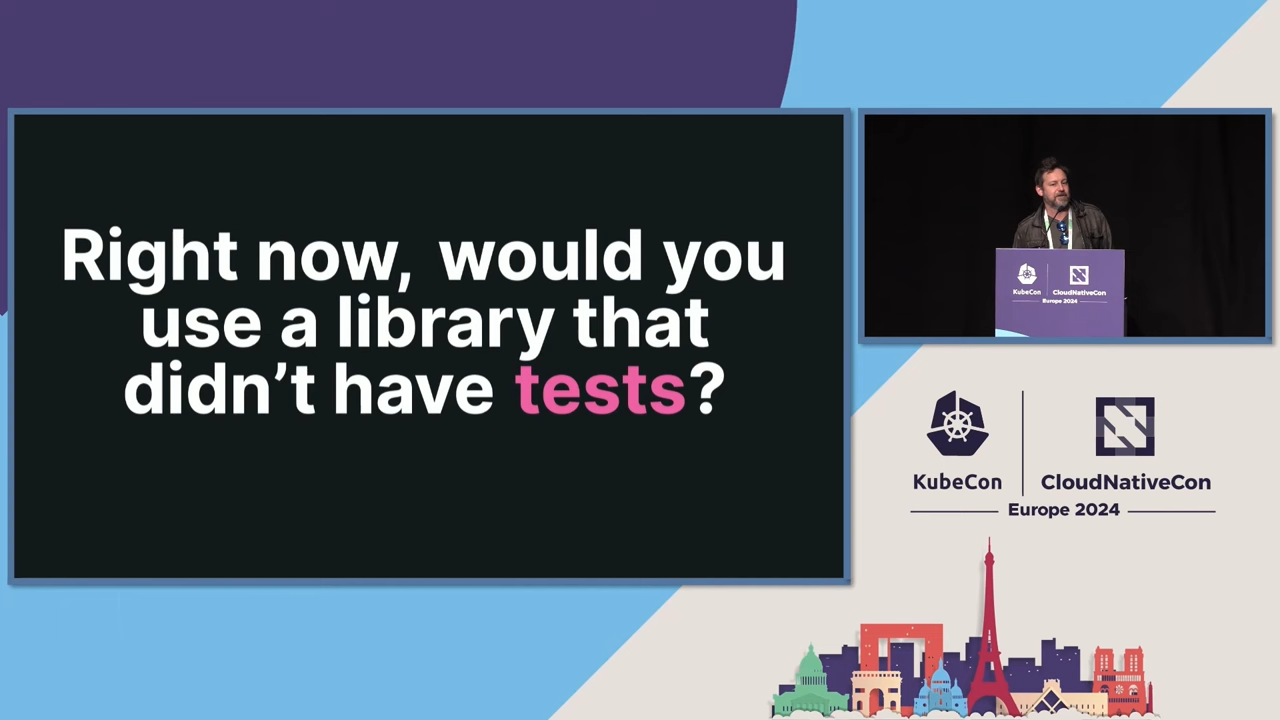 Right now, would you
use a library that
didn’t have tests?
KubeCon
CloudNativeCon
Europe 2024
KubeCon
CloudNativeCon
Europe 2024